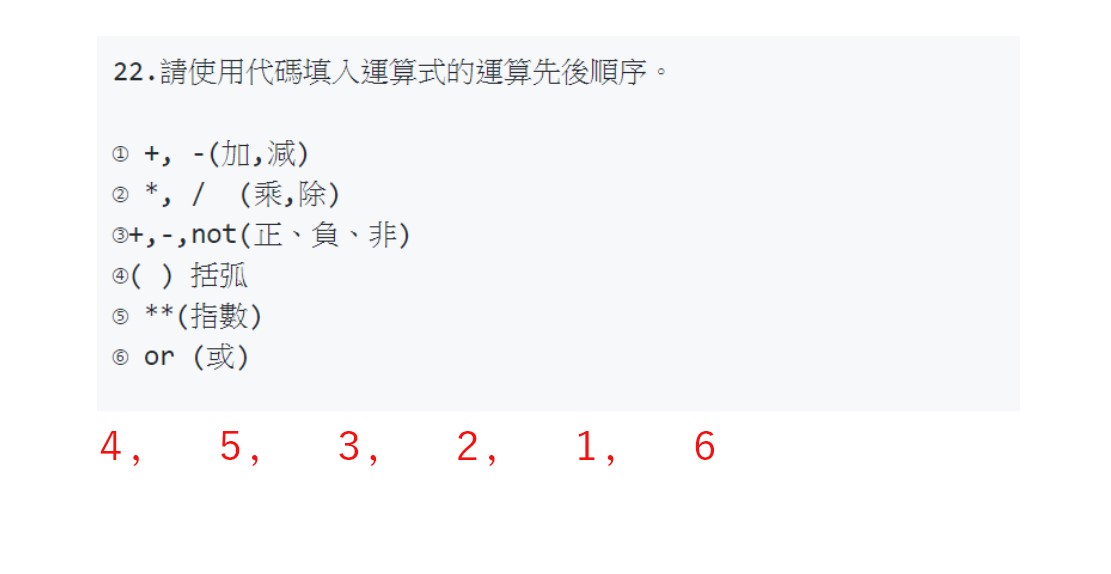 22.請使用代碼填入運算式的運算先後順序。
① +, -(加,減)
② *, / (乘,除)
③+,-,not(正、負、非)
④( ) 括弧
⑤ **(指數)
⑥ or (或)
4, 5, 3, 2, 1, 6